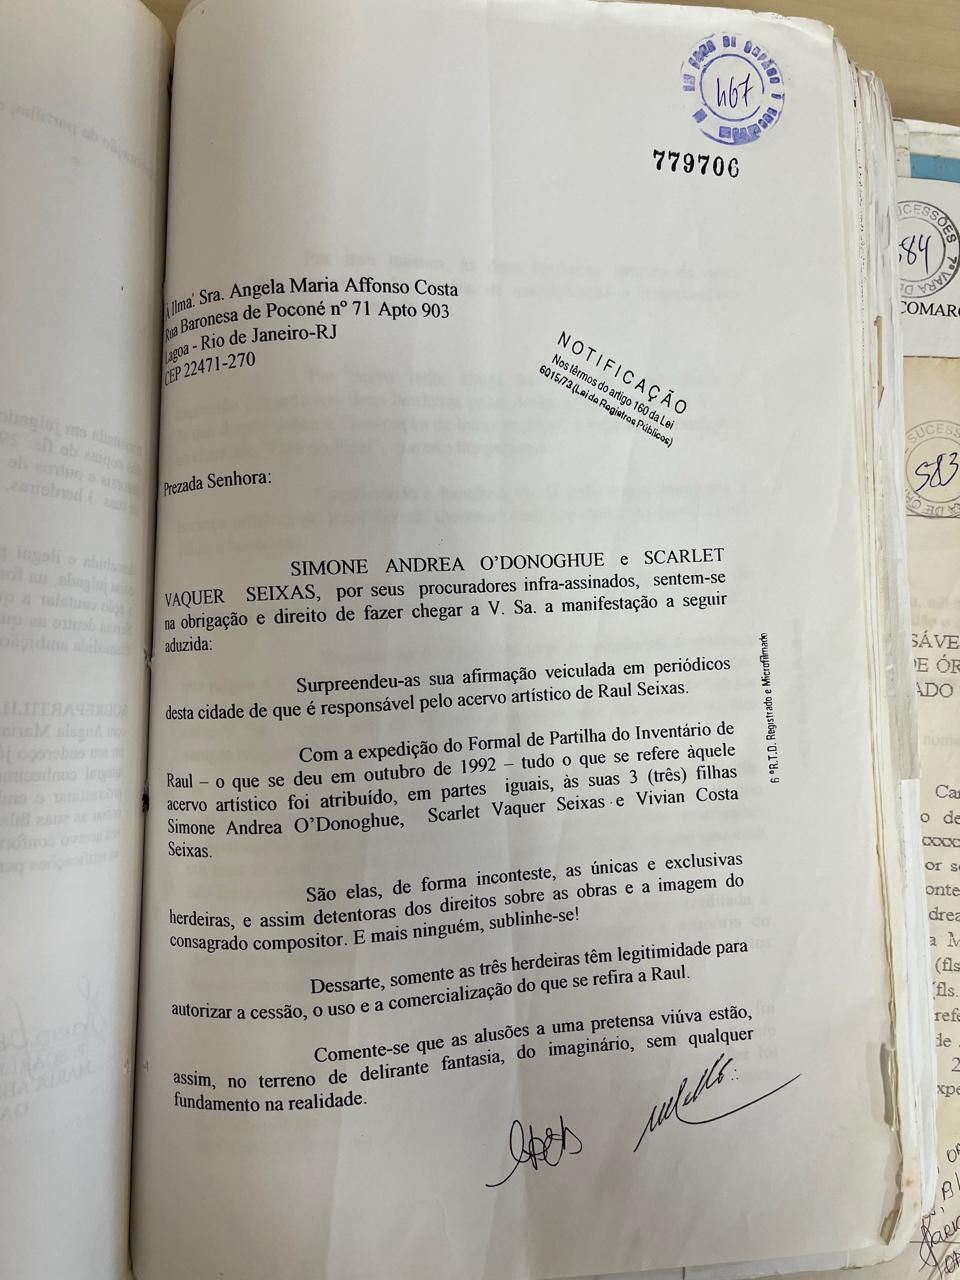 467
779706
À Ilma. Sra. Angela Maria Affonso Costa
Rua Baronesa de Poconé nº 71 Apto 903
Lagoa - Rio de Janeiro-RJ
CEP 22471-270
NOTIFICAÇÃO
Nos têrmos do artigo 160 da Lei
6015/73 (Lei de Registros Públicos)
Prezada Senhora:
SIMONE ANDREA O'DONOGHUE e SCARLET
VAQUER SEIXAS, por seus procuradores infra-assinados, sentem-se
na obrigação e direito de fazer chegar a V. Sa. a manifestação a seguir
aduzida:
Surpreendeu-as sua afirmação veiculada em periódicos
desta cidade de que é responsável pelo acervo artístico de Raul Seixas.
Com a expedição do Formal de Partilha do Inventário de
Raul – o que se deu em outubro de 1992 – tudo o que se refere àquele
acervo artístico foi atribuído, em partes iguais, às suas 3 (três) filhas
Simone Andrea O'Donoghue, Scarlet Vaquer Seixas e Vivian Costa
Seixas.
São elas, de forma inconteste, as únicas e exclusivas
herdeiras, e assim detentoras dos direitos sobre as obras e a imagem do
consagrado compositor. E mais ninguém, sublinhe-se!
Dessarte, somente as três herdeiras têm legitimidade para
autorizar a cessão, o uso e a comercialização do que se refira a Raul.
Comente-se que as alusões a uma pretensa viúva estão,
assim, no terreno de delirante fantasia, do imaginário, sem qualquer
fundamento na realidade.
6 º R.T.D. Registrado e Microfilmado
SUCESSÕES 7ª VARA DE
584
COMARC
SUCESS
583